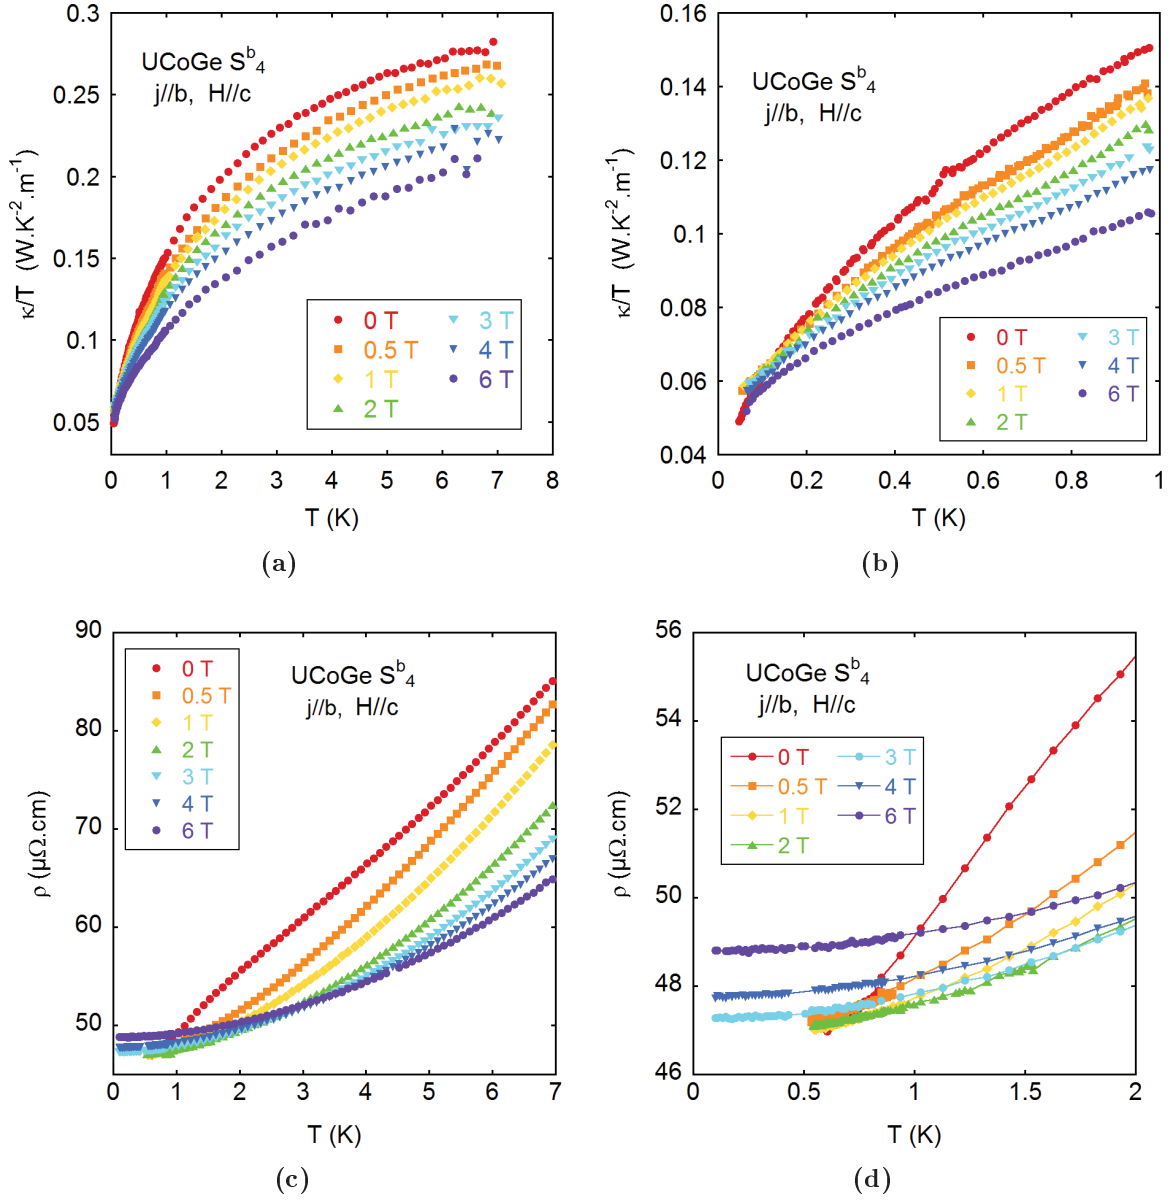 0.3
0.25
0.2
0.15
0.1
0.05
κ/T (W.K⁻².m⁻¹)
UCoGe Sᵇ₄
j//b, H//c
0 T
0.5 T
1 T
2 T
3 T
4 T
6 T
0 1 2 3 4 5 6 7 8
T (K)
(a)
0.16
0.14
0.12
0.1
0.08
0.06
0.04
κ/T (W.K⁻².m⁻¹)
UCoGe Sᵇ₄
j//b, H//c
0 T
0.5 T
1 T
2 T
3 T
4 T
6 T
0 0.2 0.4 0.6 0.8 1
T (K)
(b)
90
80
70
60
50
ρ (μΩ.cm)
0 T
0.5 T
1 T
2 T
3 T
4 T
6 T
UCoGe Sᵇ₄
j//b, H//c
0 1 2 3 4 5 6 7
T (K)
(c)
56
54
52
50
48
46
ρ (μΩ.cm)
UCoGe Sᵇ₄
j//b, H//c
0 T
0.5 T
1 T
2 T
3 T
4 T
6 T
0 0.5 1 1.5 2
T (K)
(d)